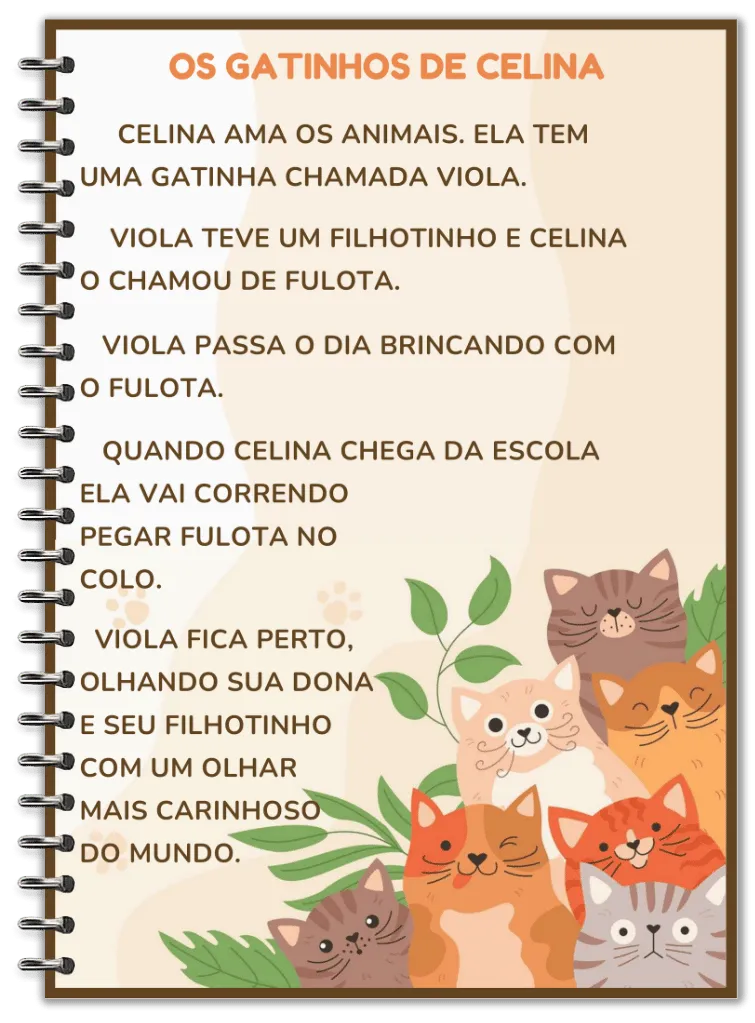 OS GATINHOS DE CELINA
CELINA AMA OS ANIMAIS. ELA TEM
UMA GATINHA CHAMADA VIOLA.
VIOLA TEVE UM FILHOTINHO E CELINA
O CHAMOU DE FULOTA.
VIOLA PASSA O DIA BRINCANDO COM
O FULOTA.
QUANDO CELINA CHEGA DA ESCOLA
ELA VAI CORRENDO
PEGAR FULOTA NO
COLO.
VIOLA FICA PERTO,
OLHANDO SUA DONA
E SEU FILHOTINHO
COM UM OLHAR
MAIS CARINHOSO
DO MUNDO.